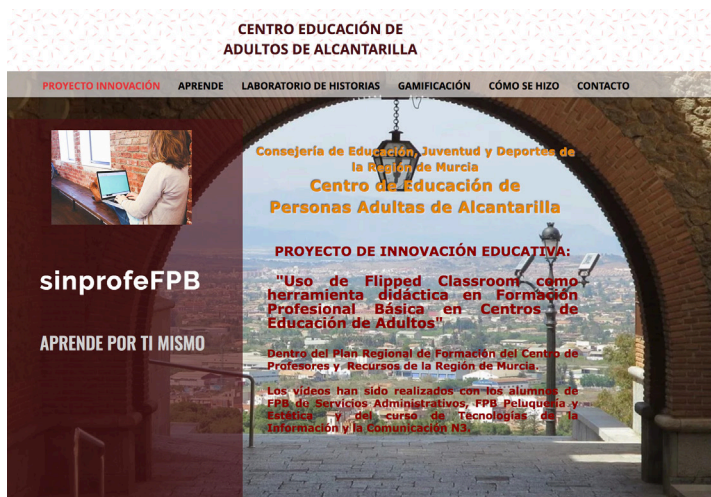 CENTRO EDUCACIÓN DE
ADULTOS DE ALCANTARILLA
PROYECTO INNOVACIÓN APRENDE LABORATORIO DE HISTORIAS GAMIFICACIÓN CÓMO SE HIZO CONTACTO
sinprofeFPB
APRENDE POR TI MISMO
Consejería de Educación, Juventud y Deportes de
la Región de Murcia
Centro de Educación de
Personas Adultas de Alcantarilla
PROYECTO DE INNOVACIÓN EDUCATIVA:
"Uso de Flipped Classroom como
herramienta didáctica en Formación
Profesional Básica en Centros de
Educación de Adultos"
Dentro del Plan Regional de Formación del Centro de
Profesores y Recursos de la Región de Murcia.
Los vídeos han sido realizados con los alumnos de
FPB de Servicios Administrativos, FPB Peluquería y
Estética y del curso de Tecnologías de la
Información y la Comunicación N3.